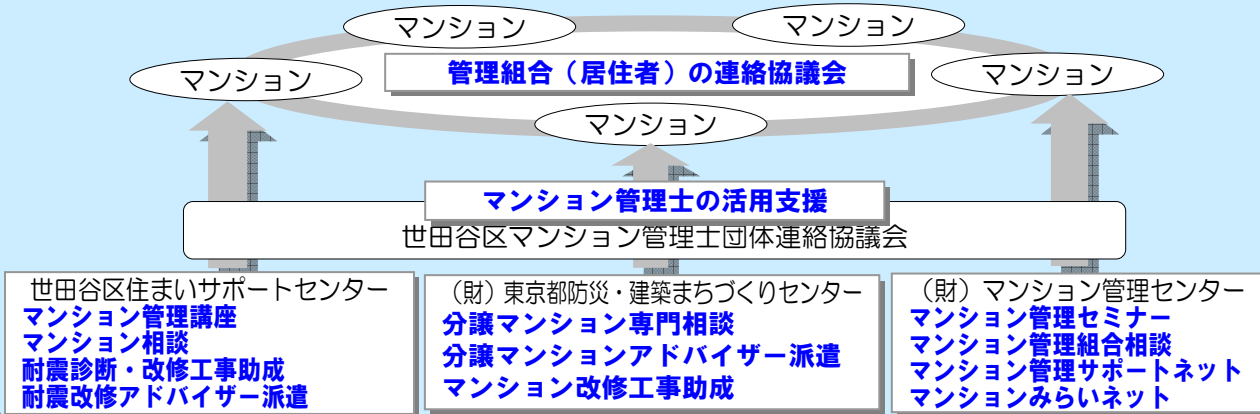 マンション
マンション
マンション
管理組合（居住者）の連絡協議会
マンション
マンション
マンション管理士の活用支援
世田谷区マンション管理士団体連絡協議会
世田谷区住まいサポートセンター
マンション管理講座
マンション相談
耐震診断・改修工事助成
耐震改修アドバイザー派遣
（財）東京都防災・建築まちづくりセンター
分譲マンション専門相談
分譲マンションアドバイザー派遣
マンション改修工事助成
（財）マンション管理センター
マンション管理セミナー
マンション管理組合相談
マンション管理サポートネット
マンションみらいネット